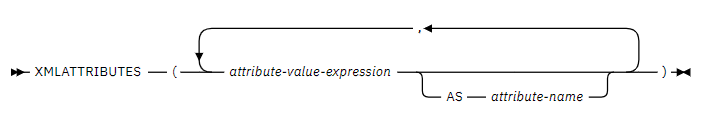 ,
XMLATTRIBUTES ( attribute-value-expression )
AS attribute-name